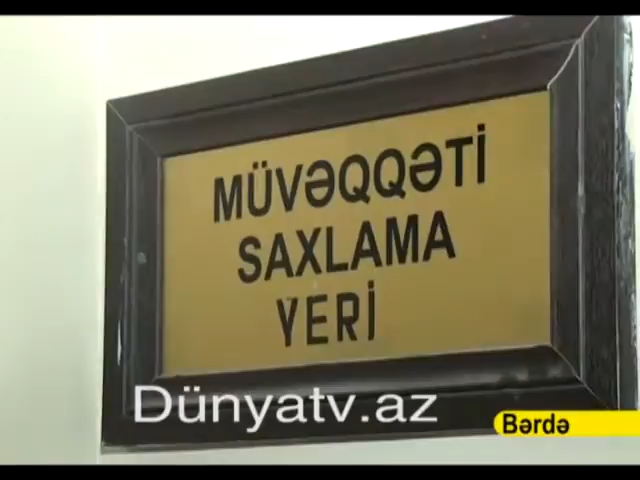 MÜVƏQQƏTİ
SAXLAMA
YERİ
Dünyatv.az
Bərdə